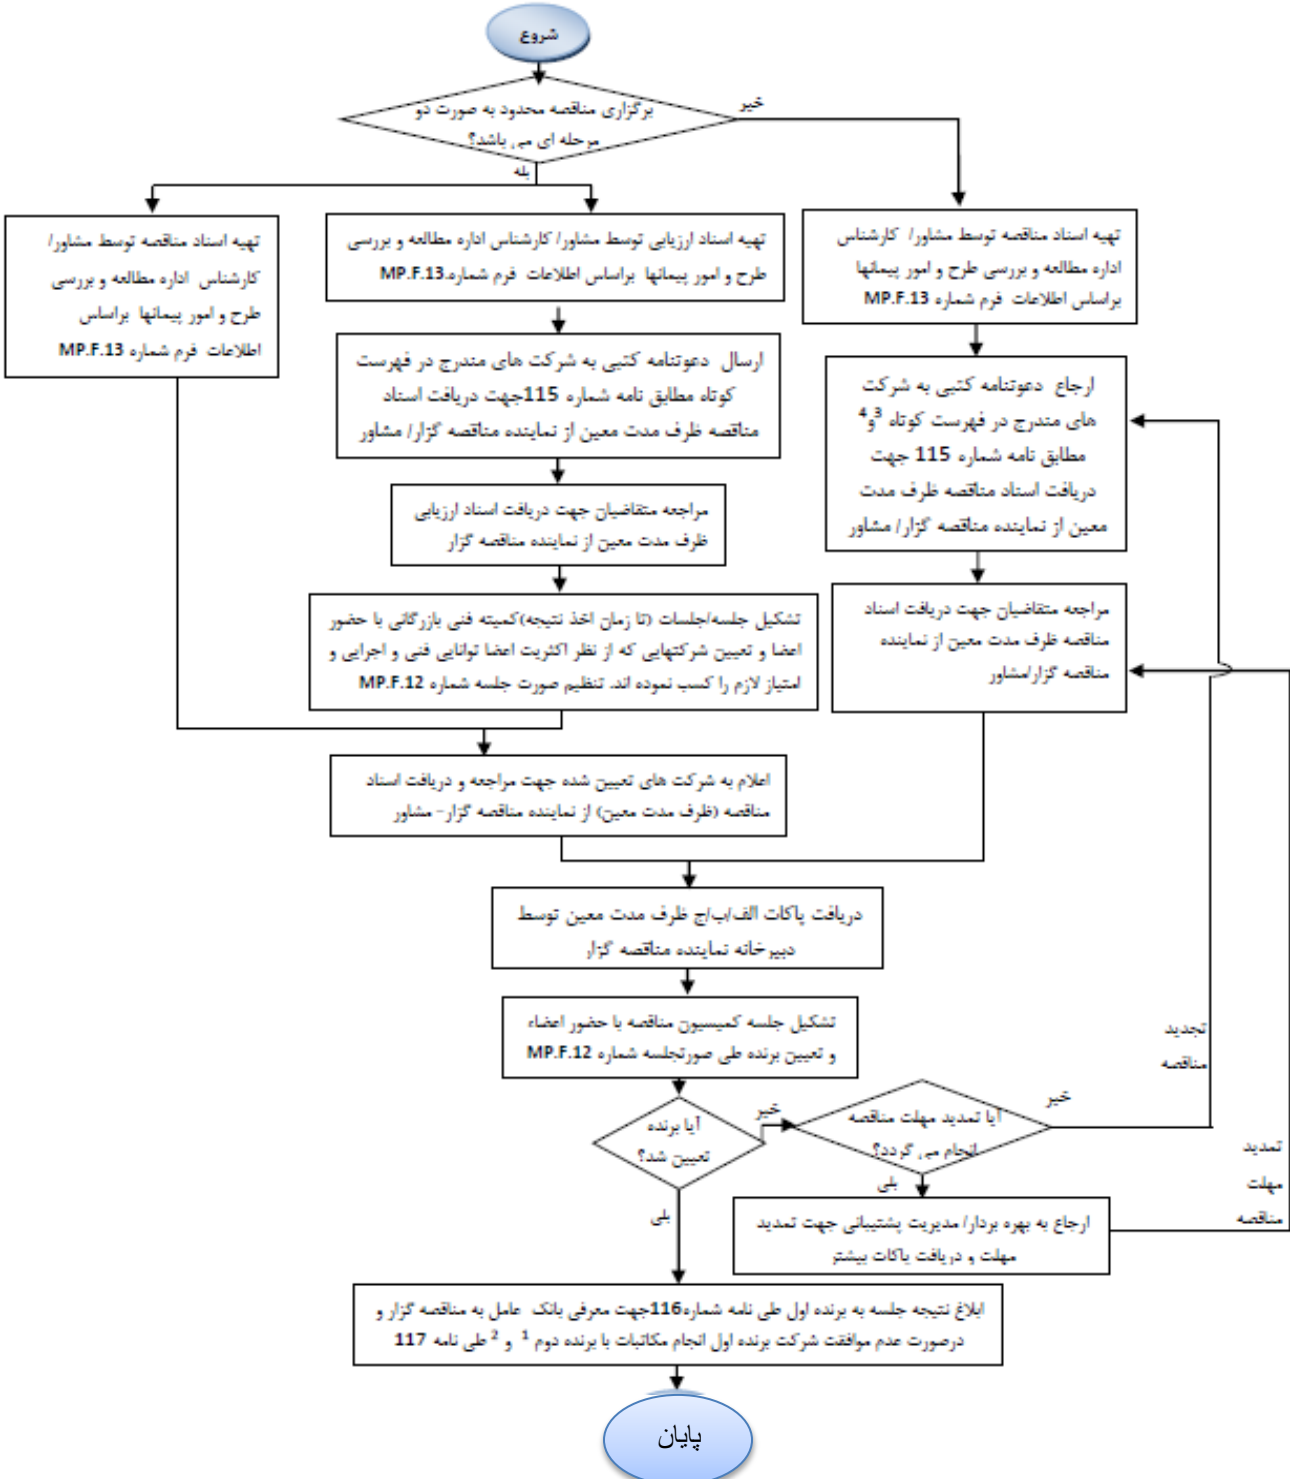 شروع
برگزاری مناقصه محدود به صورت دو
مرحله ای می باشد؟
خیر
بله
تهیه اسناد مناقصه توسط مشاور/ کارشناس
اداره مطالعه و بررسی طرح و امور پیمانها
براساس اطلاعات فرم شماره MP.F.13
تهیه اسناد ارزیابی توسط مشاور/ کارشناس اداره مطالعه و بررسی
طرح و امور پیمانها براساس اطلاعات فرم شماره.MP.F.13
تهیه اسناد مناقصه توسط مشاور/
کارشناس اداره مطالعه و بررسی
طرح و امور پیمانها براساس
اطلاعات فرم شماره MP.F.13
ارجاع دعوتنامه کتبی به شرکت
های مندرج در فهرست کوتاه 3و4
مطابق نامه شماره 115 جهت
دریافت اسناد مناقصه ظرف مدت
معین از نماینده مناقصه گزار/ مشاور
ارسال دعوتنامه کتبی به شرکت های مندرج در فهرست
کوتاه مطابق نامه شماره 115جهت دریافت اسناد
مناقصه ظرف مدت معین از نماینده مناقصه گزار/ مشاور
مراجعه متقاضیان جهت دریافت اسناد ارزیابی
ظرف مدت معین از نماینده مناقصه گزار
مراجعه متقاضیان جهت دریافت اسناد
مناقصه ظرف مدت معین از نماینده
مناقصه گزار/مشاور
تشکیل جلسه/جلسات (تا زمان اخذ نتیجه)کمیته فنی بازرگانی با حضور
اعضا و تعیین شرکتهایی که از نظر اکثریت اعضا توانایی فنی و اجرایی و
امتیاز لازم را کسب نموده اند. تنظیم صورت جلسه شماره MP.F.12
اعلام به شرکت های تعیین شده جهت مراجعه و دریافت اسناد
مناقصه (ظرف مدت معین) از نماینده مناقصه گزار- مشاور
دریافت پاکات الف/ب/ج ظرف مدت معین توسط
دبیرخانه نماینده مناقصه گزار
تشکیل جلسه کمیسیون مناقصه با حضور اعضاء
و تعیین برنده طی صورتجلسه شماره MP.F.12
تجدید
مناقصه
آیا برنده
تعیین شد؟
خیر
آیا تمدید مهلت مناقصه
انجام می گردد؟
خیر
بلی
بلی
تمدید
مهلت
مناقصه
ارجاع به بهره بردار/ مدیریت پشتیبانی جهت تمدید
مهلت و دریافت پاکات بیشتر
ابلاغ نتیجه جلسه به برنده اول طی نامه شماره116جهت معرفی بانک عامل به مناقصه گزار و
درصورت عدم موافقت شرکت برنده اول انجام مکاتبات با برنده دوم 1 و 2 طی نامه 117
پایان